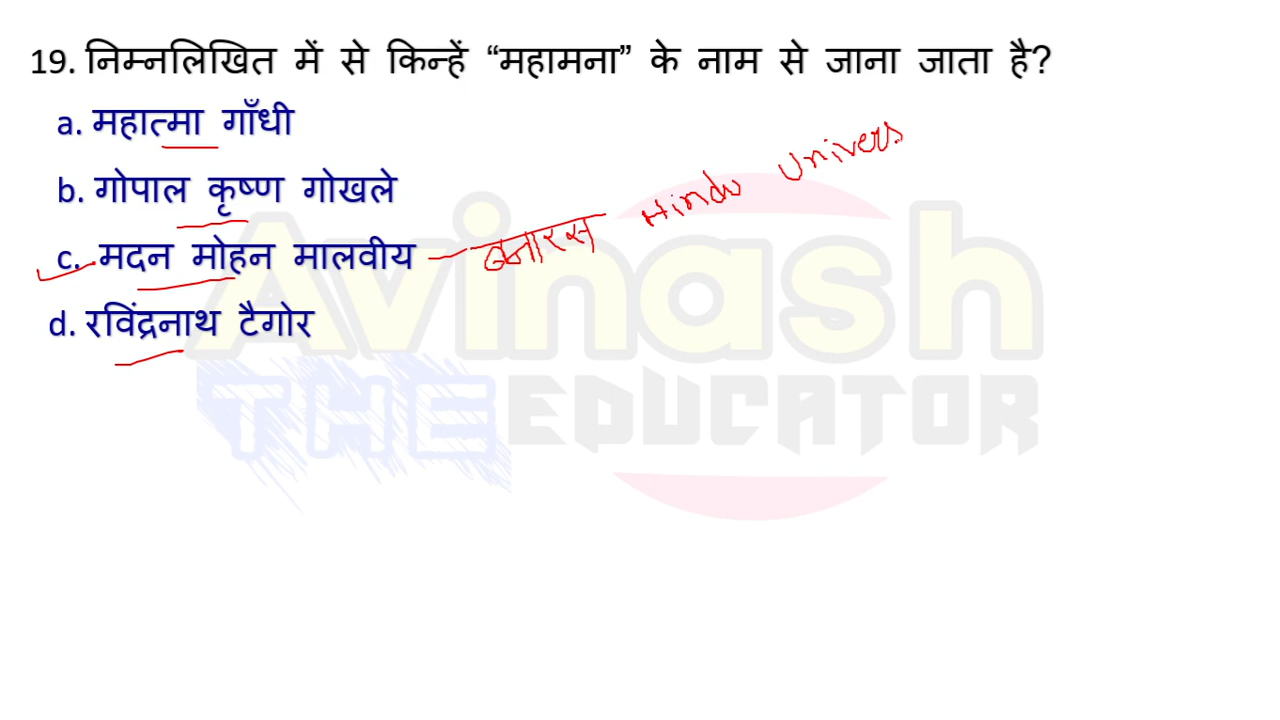 19. निम्नलिखित में से किन्हें “महामना” के नाम से जाना जाता है?
a. महात्मा गाँधी
b. गोपाल कृष्ण गोखले
c. मदन मोहन मालवीय
बनारस Hindu Univers
d. रविंद्रनाथ टैगोर
Avinash
THE EDUCATOR